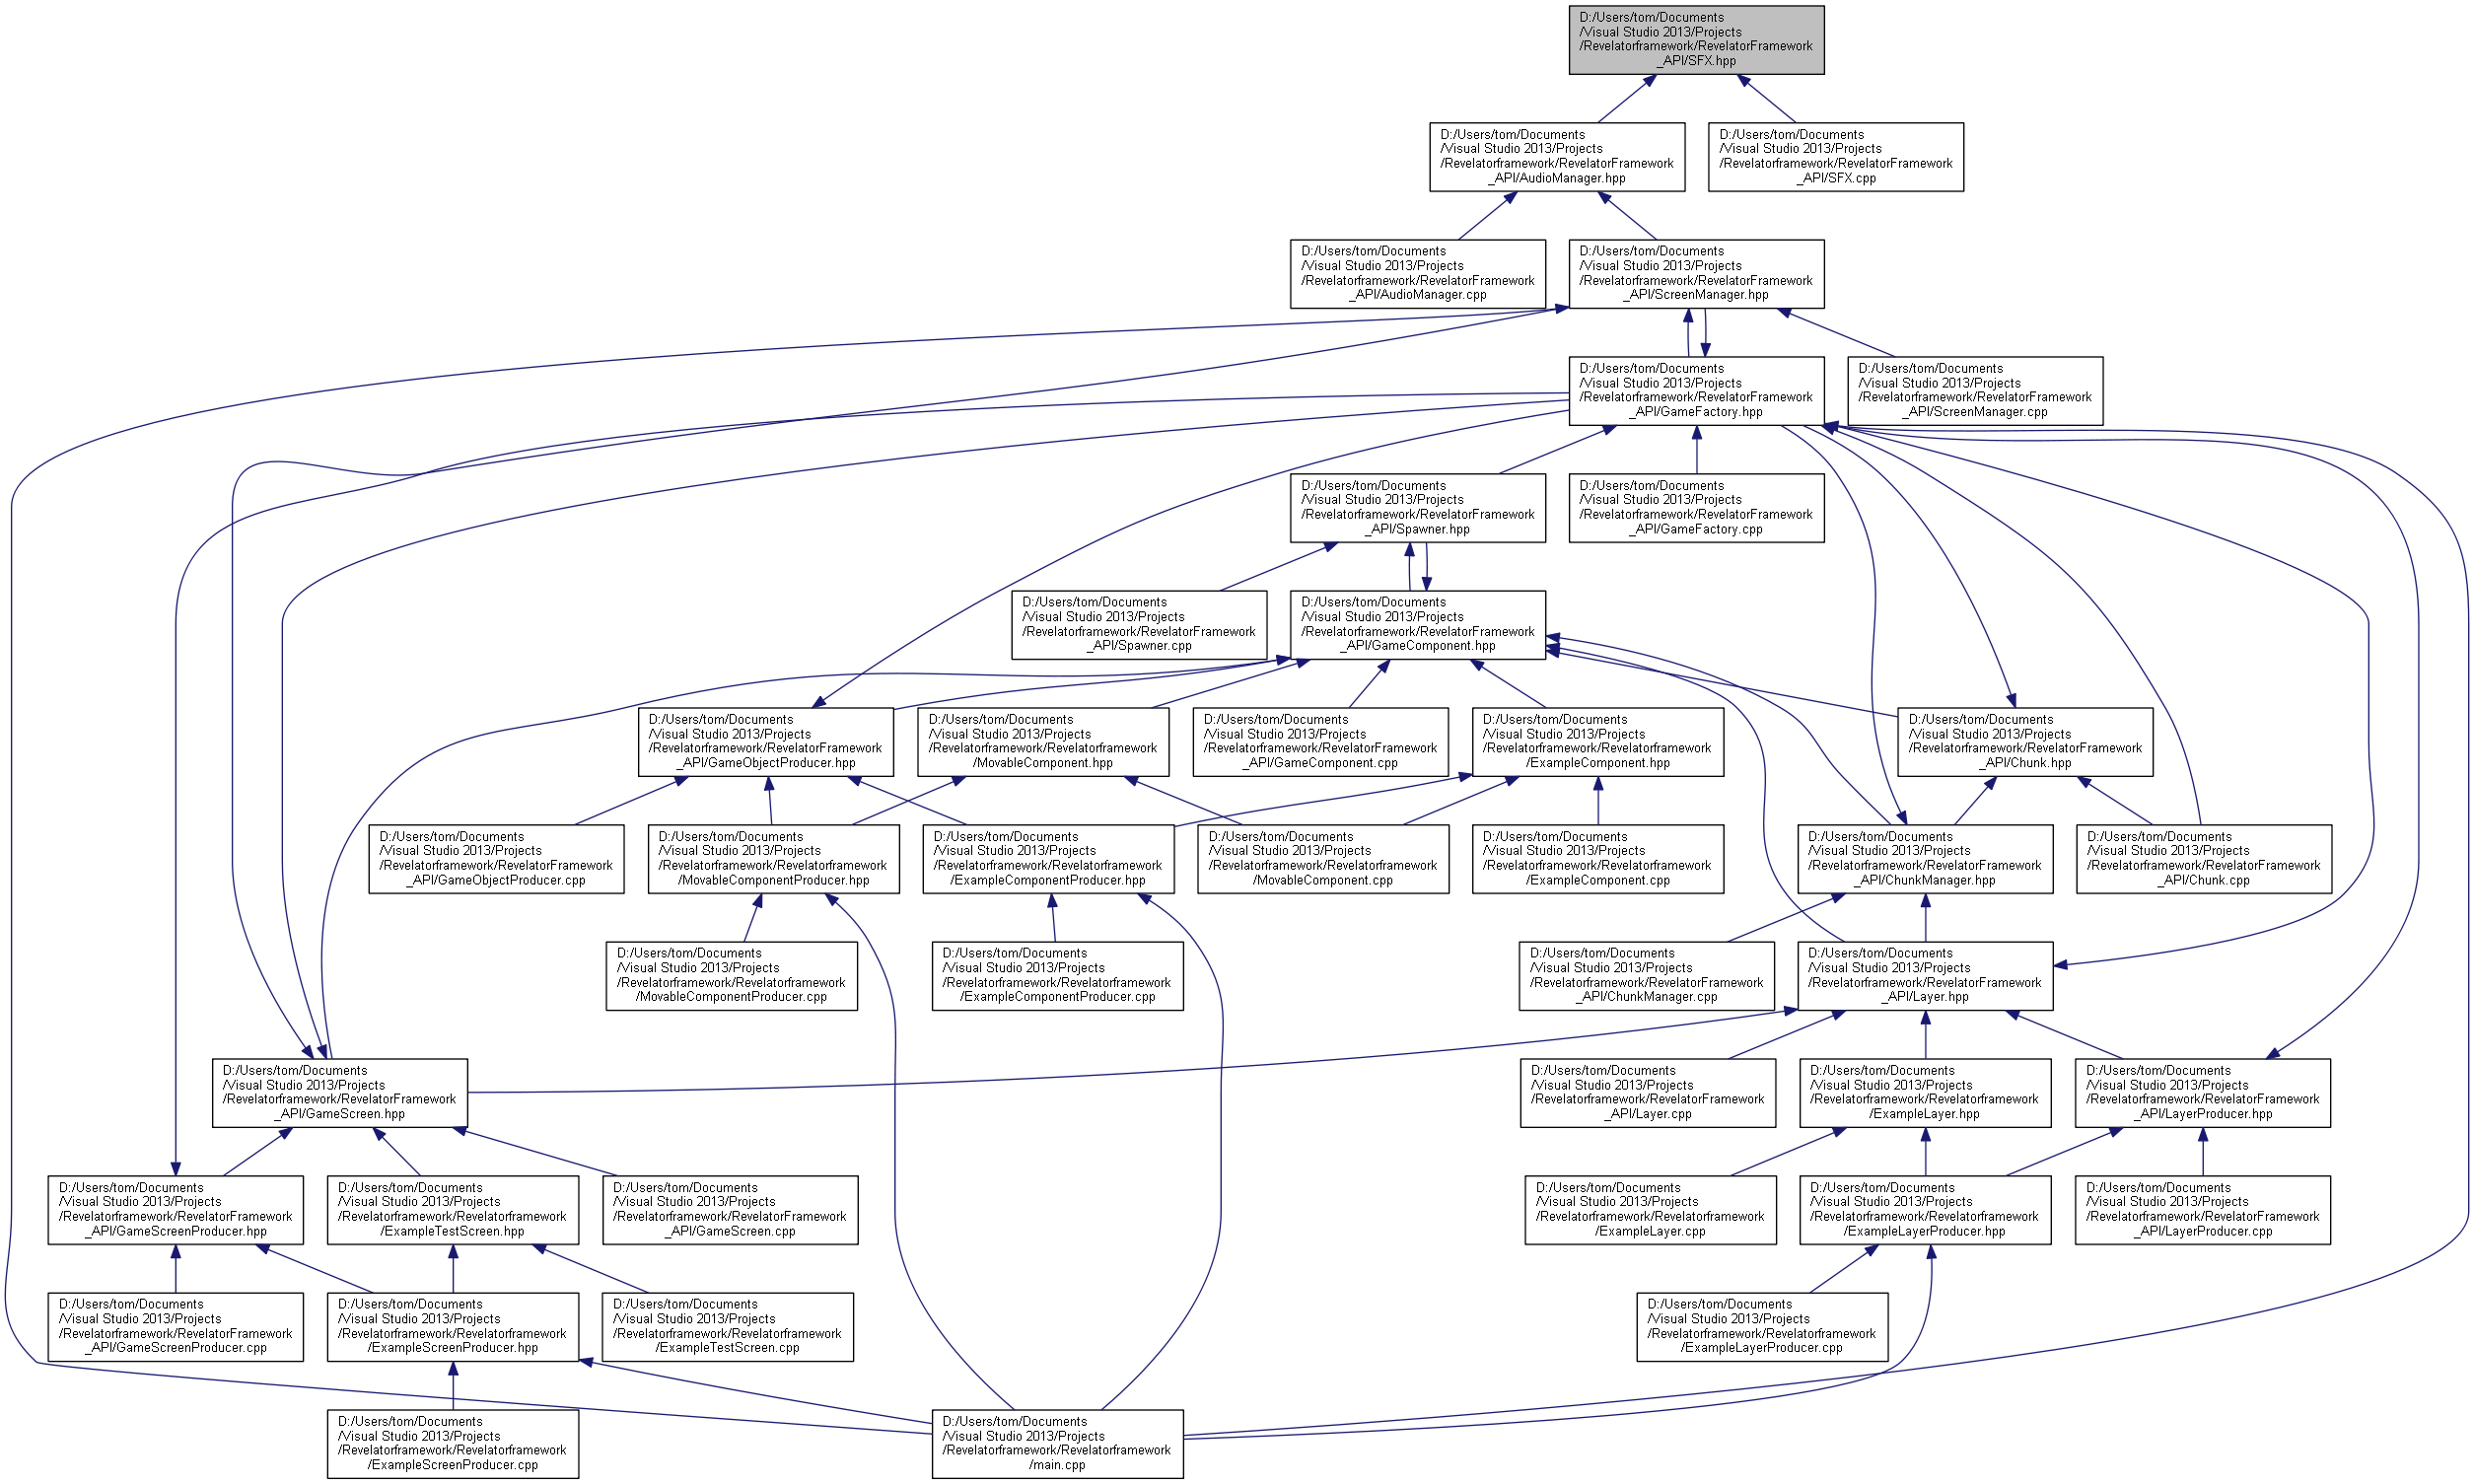 D:/Users/tom/Documents
/Visual Studio 2013/Projects
/Revelatorframework/RevelatorFramework
_API/SFX.hpp
D:/Users/tom/Documents
/Visual Studio 2013/Projects
/Revelatorframework/RevelatorFramework
_API/AudioManager.hpp
D:/Users/tom/Documents
/Visual Studio 2013/Projects
/Revelatorframework/RevelatorFramework
_API/SFX.cpp
D:/Users/tom/Documents
/Visual Studio 2013/Projects
/Revelatorframework/RevelatorFramework
_API/AudioManager.cpp
D:/Users/tom/Documents
/Visual Studio 2013/Projects
/Revelatorframework/RevelatorFramework
_API/ScreenManager.hpp
D:/Users/tom/Documents
/Visual Studio 2013/Projects
/Revelatorframework/RevelatorFramework
_API/GameFactory.hpp
D:/Users/tom/Documents
/Visual Studio 2013/Projects
/Revelatorframework/RevelatorFramework
_API/ScreenManager.cpp
D:/Users/tom/Documents
/Visual Studio 2013/Projects
/Revelatorframework/RevelatorFramework
_API/Spawner.hpp
D:/Users/tom/Documents
/Visual Studio 2013/Projects
/Revelatorframework/RevelatorFramework
_API/GameFactory.cpp
D:/Users/tom/Documents
/Visual Studio 2013/Projects
/Revelatorframework/RevelatorFramework
_API/Spawner.cpp
D:/Users/tom/Documents
/Visual Studio 2013/Projects
/Revelatorframework/RevelatorFramework
_API/GameComponent.hpp
D:/Users/tom/Documents
/Visual Studio 2013/Projects
/Revelatorframework/RevelatorFramework
_API/GameObjectProducer.hpp
D:/Users/tom/Documents
/Visual Studio 2013/Projects
/Revelatorframework/Revelatorframework
/MovableComponent.hpp
D:/Users/tom/Documents
/Visual Studio 2013/Projects
/Revelatorframework/RevelatorFramework
_API/GameComponent.cpp
D:/Users/tom/Documents
/Visual Studio 2013/Projects
/Revelatorframework/Revelatorframework
/ExampleComponent.hpp
D:/Users/tom/Documents
/Visual Studio 2013/Projects
/Revelatorframework/RevelatorFramework
_API/Chunk.hpp
D:/Users/tom/Documents
/Visual Studio 2013/Projects
/Revelatorframework/RevelatorFramework
_API/GameObjectProducer.cpp
D:/Users/tom/Documents
/Visual Studio 2013/Projects
/Revelatorframework/Revelatorframework
/MovableComponentProducer.hpp
D:/Users/tom/Documents
/Visual Studio 2013/Projects
/Revelatorframework/Revelatorframework
/ExampleComponentProducer.hpp
D:/Users/tom/Documents
/Visual Studio 2013/Projects
/Revelatorframework/Revelatorframework
/MovableComponent.cpp
D:/Users/tom/Documents
/Visual Studio 2013/Projects
/Revelatorframework/Revelatorframework
/ExampleComponent.cpp
D:/Users/tom/Documents
/Visual Studio 2013/Projects
/Revelatorframework/RevelatorFramework
_API/ChunkManager.hpp
D:/Users/tom/Documents
/Visual Studio 2013/Projects
/Revelatorframework/RevelatorFramework
_API/Chunk.cpp
D:/Users/tom/Documents
/Visual Studio 2013/Projects
/Revelatorframework/Revelatorframework
/MovableComponentProducer.cpp
D:/Users/tom/Documents
/Visual Studio 2013/Projects
/Revelatorframework/Revelatorframework
/ExampleComponentProducer.cpp
D:/Users/tom/Documents
/Visual Studio 2013/Projects
/Revelatorframework/RevelatorFramework
_API/ChunkManager.cpp
D:/Users/tom/Documents
/Visual Studio 2013/Projects
/Revelatorframework/RevelatorFramework
_API/Layer.hpp
D:/Users/tom/Documents
/Visual Studio 2013/Projects
/Revelatorframework/RevelatorFramework
_API/GameScreen.hpp
D:/Users/tom/Documents
/Visual Studio 2013/Projects
/Revelatorframework/RevelatorFramework
_API/Layer.cpp
D:/Users/tom/Documents
/Visual Studio 2013/Projects
/Revelatorframework/Revelatorframework
/ExampleLayer.hpp
D:/Users/tom/Documents
/Visual Studio 2013/Projects
/Revelatorframework/RevelatorFramework
_API/LayerProducer.hpp
D:/Users/tom/Documents
/Visual Studio 2013/Projects
/Revelatorframework/RevelatorFramework
_API/GameScreenProducer.hpp
D:/Users/tom/Documents
/Visual Studio 2013/Projects
/Revelatorframework/Revelatorframework
/ExampleTestScreen.hpp
D:/Users/tom/Documents
/Visual Studio 2013/Projects
/Revelatorframework/RevelatorFramework
_API/GameScreen.cpp
D:/Users/tom/Documents
/Visual Studio 2013/Projects
/Revelatorframework/Revelatorframework
/ExampleLayer.cpp
D:/Users/tom/Documents
/Visual Studio 2013/Projects
/Revelatorframework/Revelatorframework
/ExampleLayerProducer.hpp
D:/Users/tom/Documents
/Visual Studio 2013/Projects
/Revelatorframework/RevelatorFramework
_API/LayerProducer.cpp
D:/Users/tom/Documents
/Visual Studio 2013/Projects
/Revelatorframework/RevelatorFramework
_API/GameScreenProducer.cpp
D:/Users/tom/Documents
/Visual Studio 2013/Projects
/Revelatorframework/Revelatorframework
/ExampleScreenProducer.hpp
D:/Users/tom/Documents
/Visual Studio 2013/Projects
/Revelatorframework/Revelatorframework
/ExampleTestScreen.cpp
D:/Users/tom/Documents
/Visual Studio 2013/Projects
/Revelatorframework/Revelatorframework
/ExampleLayerProducer.cpp
D:/Users/tom/Documents
/Visual Studio 2013/Projects
/Revelatorframework/Revelatorframework
/ExampleScreenProducer.cpp
D:/Users/tom/Documents
/Visual Studio 2013/Projects
/Revelatorframework/Revelatorframework
/main.cpp